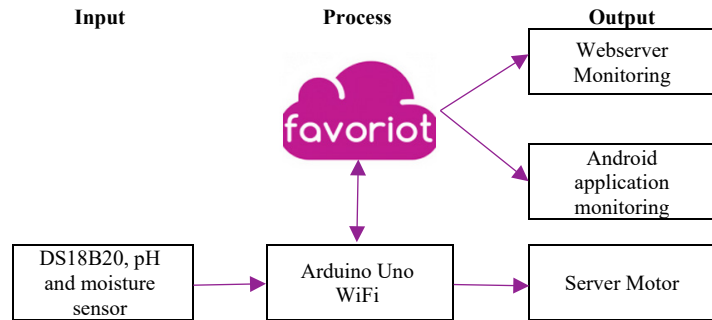 Input
Process
Output
favoriot
Webserver
Monitoring
Android
application
monitoring
DS18B20, pH
and moisture
sensor
Arduino Uno
WiFi
Server Motor